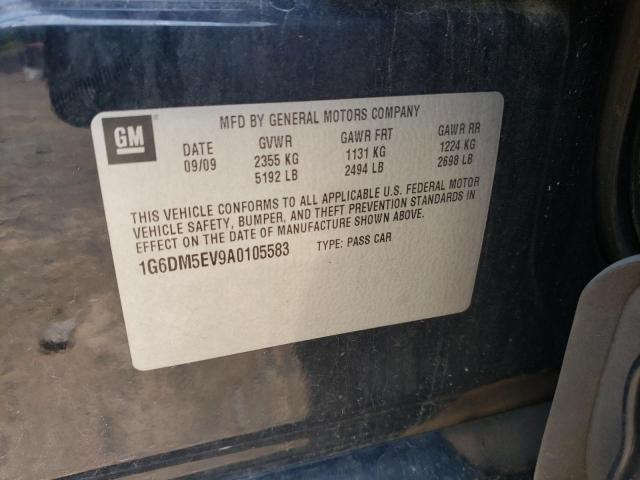 GM
MFD BY GENERAL MOTORS COMPANY
DATE GVWR GAWR FRT GAWR RR
09/09 2355 KG 1131 KG 1224 KG
5192 LB 2494 LB 2698 LB
THIS VEHICLE CONFORMS TO ALL APPLICABLE U.S. FEDERAL MOTOR
VEHICLE SAFETY, BUMPER, AND THEFT PREVENTION STANDARDS IN
EFFECT ON THE DATE OF MANUFACTURE SHOWN ABOVE.
1G6DM5EV9A0105583 TYPE: PASS CAR